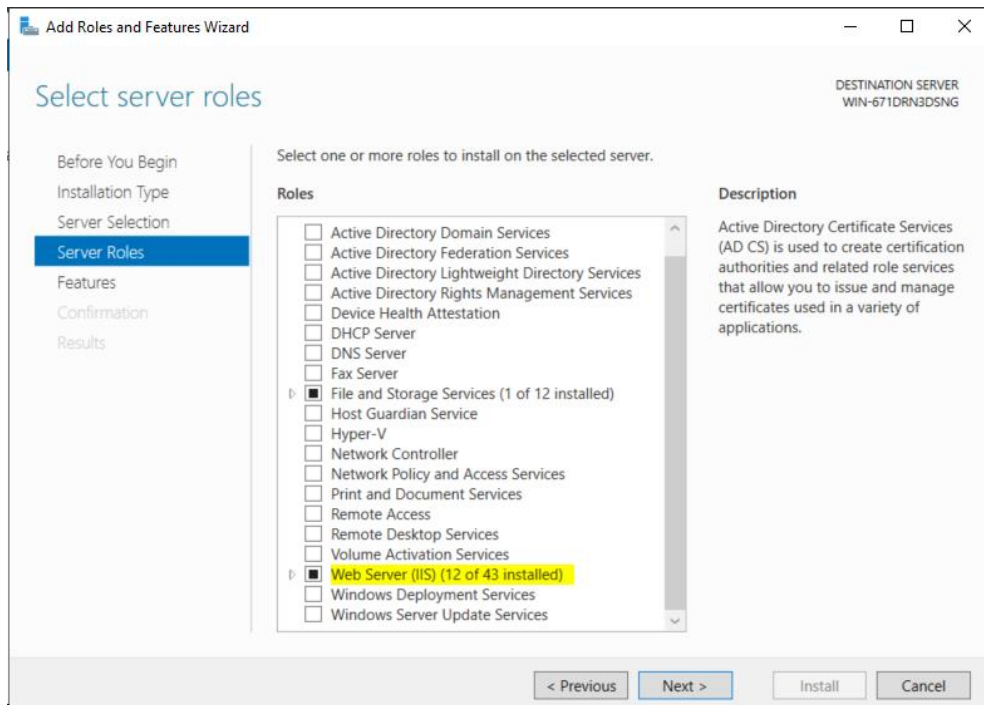 Add Roles and Features Wizard
Select server roles
DESTINATION SERVER
WIN-671DRN3DSNG
Before You Begin
Installation Type
Server Selection
Server Roles
Features
Confirmation
Results
Select one or more roles to install on the selected server.
Roles
Active Directory Domain Services
Active Directory Federation Services
Active Directory Lightweight Directory Services
Active Directory Rights Management Services
Device Health Attestation
DHCP Server
DNS Server
Fax Server
File and Storage Services (1 of 12 installed)
Host Guardian Service
Hyper-V
Network Controller
Network Policy and Access Services
Print and Document Services
Remote Access
Remote Desktop Services
Volume Activation Services
Web Server (IIS) (12 of 43 installed)
Windows Deployment Services
Windows Server Update Services
Description
Active Directory Certificate Services
(AD CS) is used to create certification
authorities and related role services
that allow you to issue and manage
certificates used in a variety of
applications.
< Previous
Next >
Install
Cancel